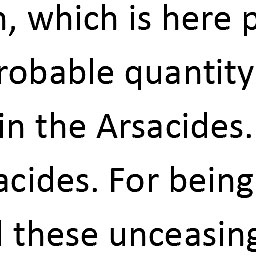 , which is here p
robable quantity
in the Arsacides.
acides. For being
these unceasing